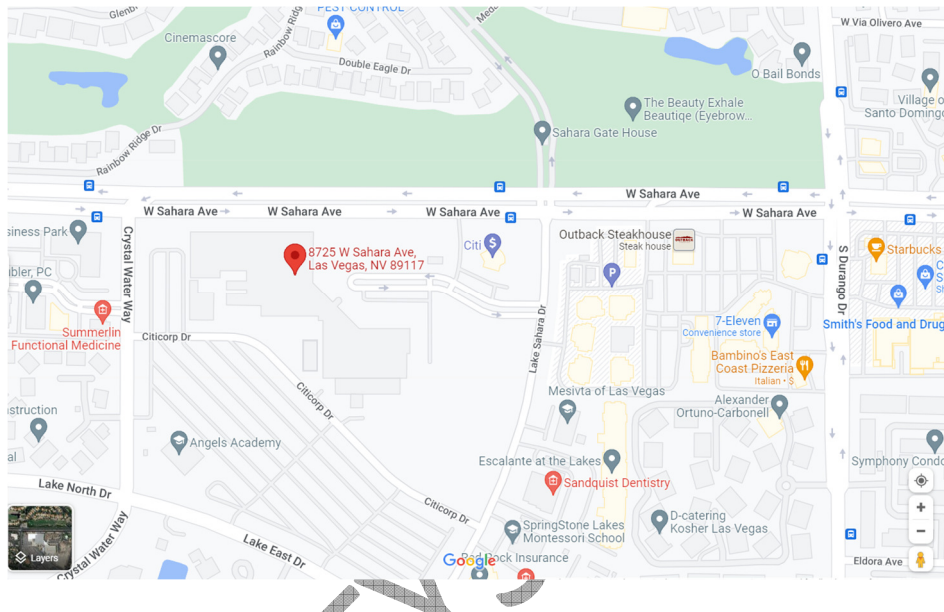 PEST CONTROL
Cinemascore
Rainbow Ridge
Double Eagle Dr
W Via Olivero Ave
O Bail Bonds
The Beauty Exhale
Beautiqe (Eyebrow...
Village o
Santo Domingo
Sahara Gate House
Rainbow Ridge Dr
W Sahara Ave
W Sahara Ave
W Sahara Ave
W Sahara Ave
W Sahara Ave
siness Park
Crystal Water Way
8725 W Sahara Ave,
Las Vegas, NV 89117
Citi
Outback Steakhouse
Steak house
OUTBACK
P
S Durango Dr
Starbucks
ibler, PC
Summerlin
Functional Medicine
Citicorp Dr
Lake Sahara Dr
7-Eleven
Convenience store
Smith's Food and Drug
Bambino's East
Coast Pizzeria
Italian • $
Citicorp Dr
Mesivta of Las Vegas
Alexander
Ortuno-Carbonell
struction
al
Angels Academy
Escalante at the Lakes
Sandquist Dentistry
Symphony Condo
Lake North Dr
Citicorp Dr
SpringStone Lakes
Montessori School
D-catering
Kosher Las Vegas
Crystal Water Way
Layers
Lake East Dr
Google
Red Rock Insurance
Eldora Ave